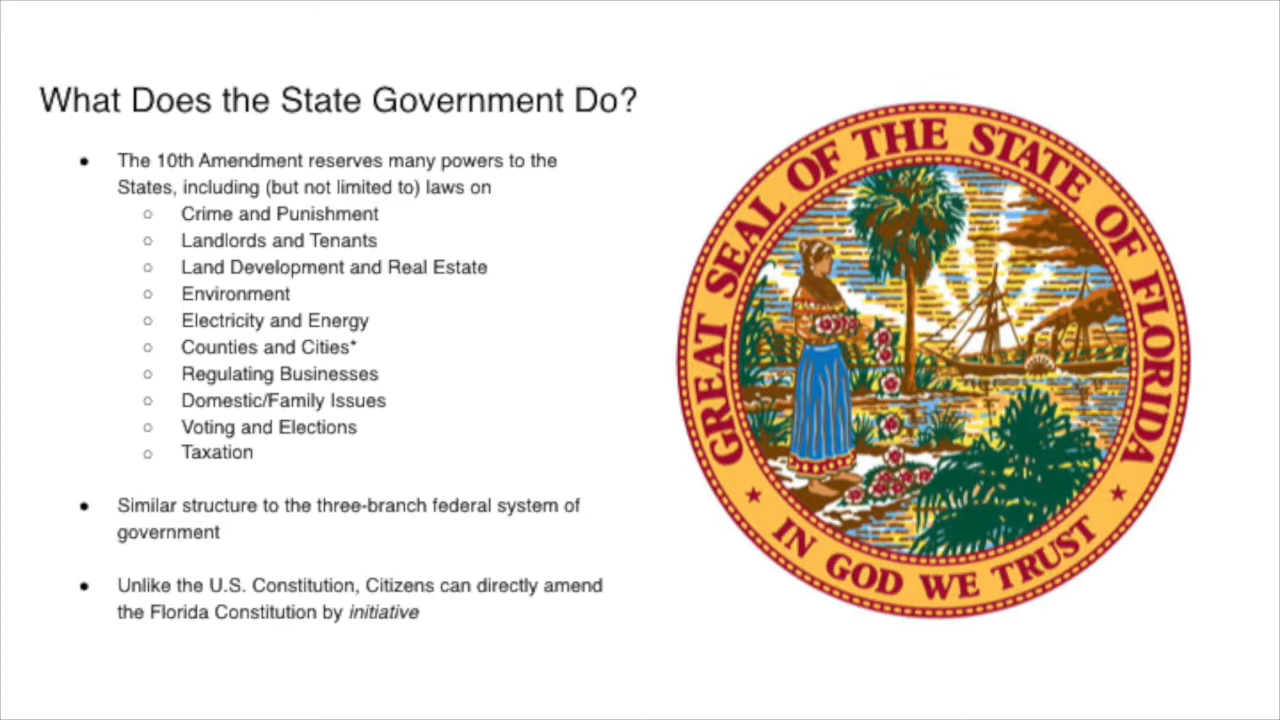 What Does the State Government Do?
● The 10th Amendment reserves many powers to the
States, including (but not limited to) laws on
○ Crime and Punishment
○ Landlords and Tenants
○ Land Development and Real Estate
○ Environment
○ Electricity and Energy
○ Counties and Cities*
○ Regulating Businesses
○ Domestic/Family Issues
○ Voting and Elections
○ Taxation
● Similar structure to the three-branch federal system of
government
● Unlike the U.S. Constitution, Citizens can directly amend
the Florida Constitution by initiative
GREAT SEAL OF THE STATE OF FLORIDA
IN GOD WE TRUST